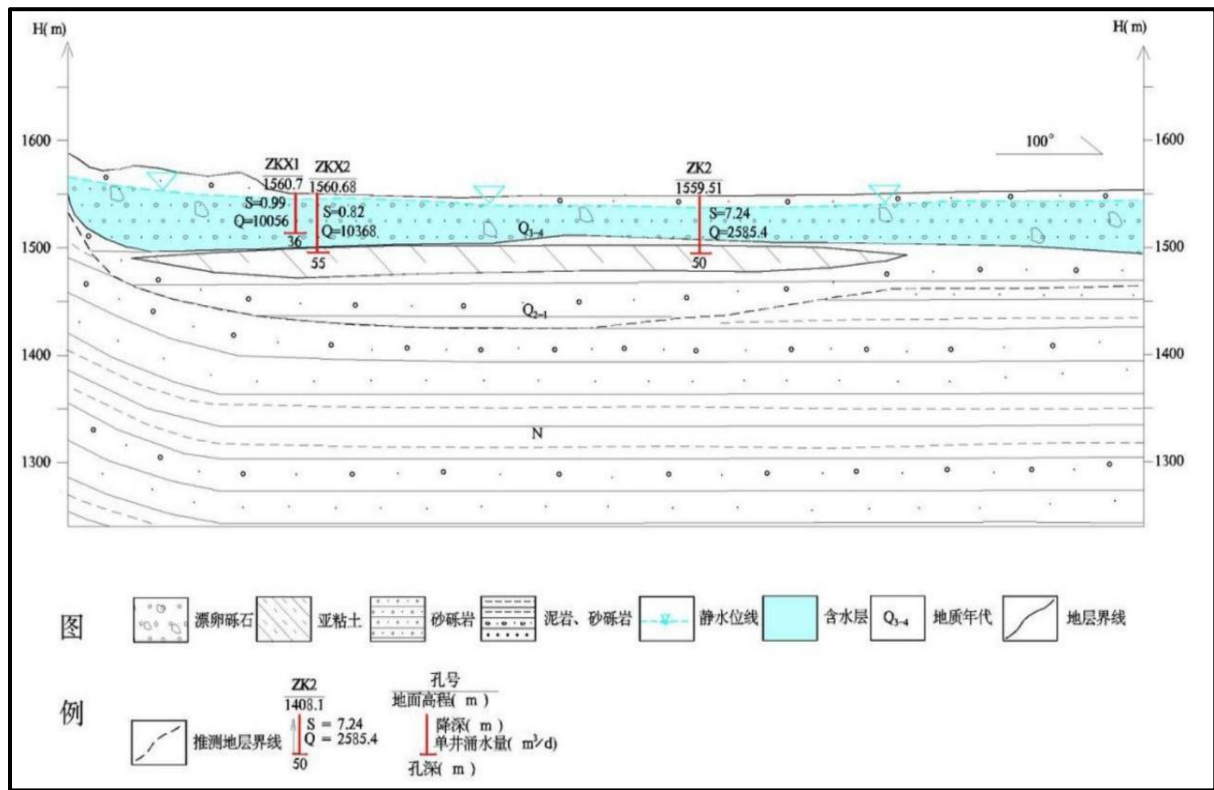 H(m)
H(m)
1600
1600
100°
ZKX1
1560.7
ZKX2
1560.68
ZK2
1559.51
S=0.99
Q=10056
36
S=0.82
Q=10368
55
S=7.24
Q=2585.4
50
Q3-4
1500
1500
Q2-1
1400
1400
N
1300
1300
图
漂卵砾石
亚粘土
砂砾岩
泥岩、砂砾岩
静水位线
含水层
Q3-4
地质年代
地层界线
例
推测地层界线
ZK2
1408.1
S = 7.24
Q = 2585.4
50
孔号
地面高程( m )
降深( m )
单井涌水量( m³/d)
孔深( m )